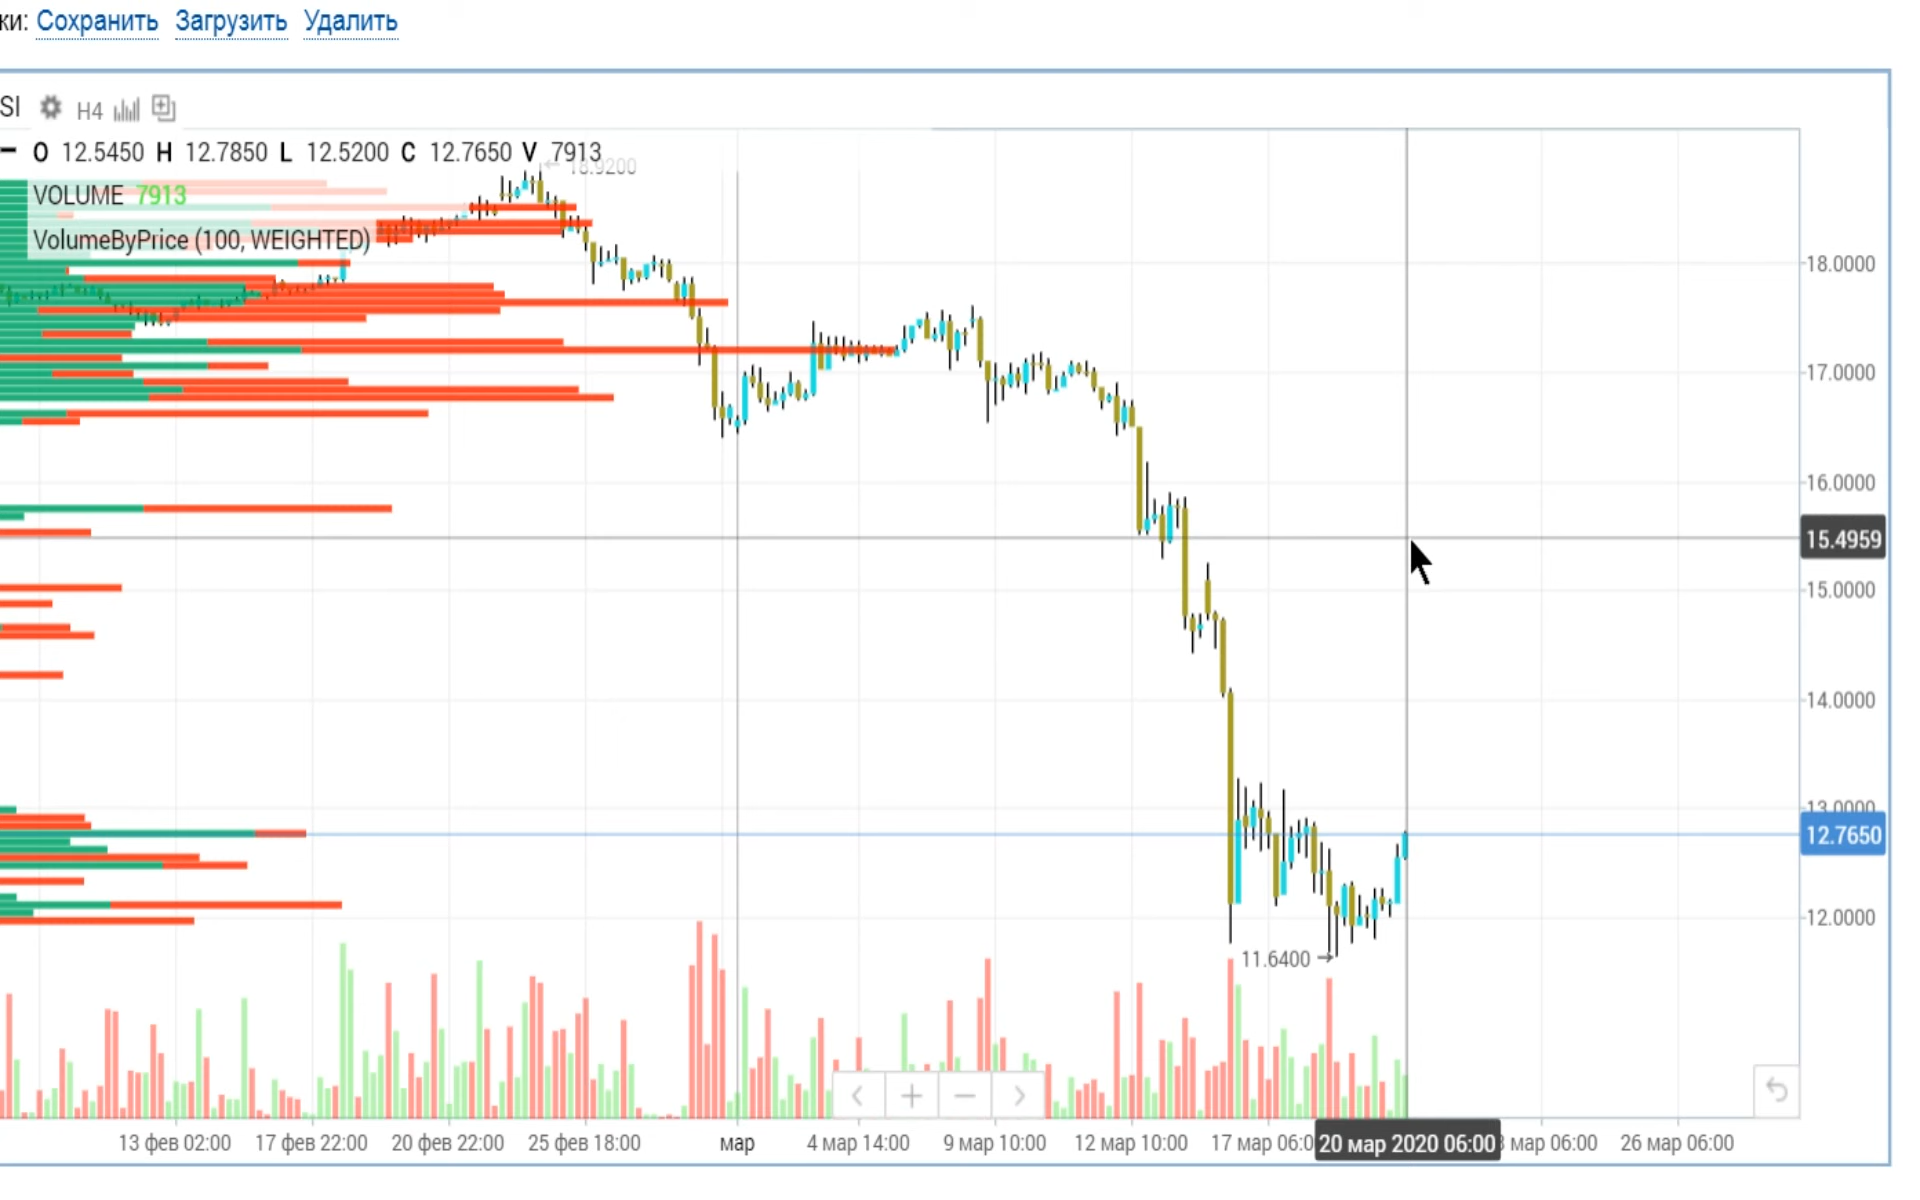 ки: Сохранить Загрузить Удалить
SI H4
O 12.5450 H 12.7850 L 12.5200 C 12.7650 V 7913
18.9200
VOLUME 7913
VolumeByPrice (100, WEIGHTED)
18.0000
17.0000
16.0000
15.4959
15.0000
14.0000
13.0000
12.7650
12.0000
11.6400
13 фев 02:00 17 фев 22:00 20 фев 22:00 25 фев 18:00 мар 4 мар 14:00 9 мар 10:00 12 мар 10:00 17 мар 06:0 20 мар 2020 06:00 3 мар 06:00 26 мар 06:00